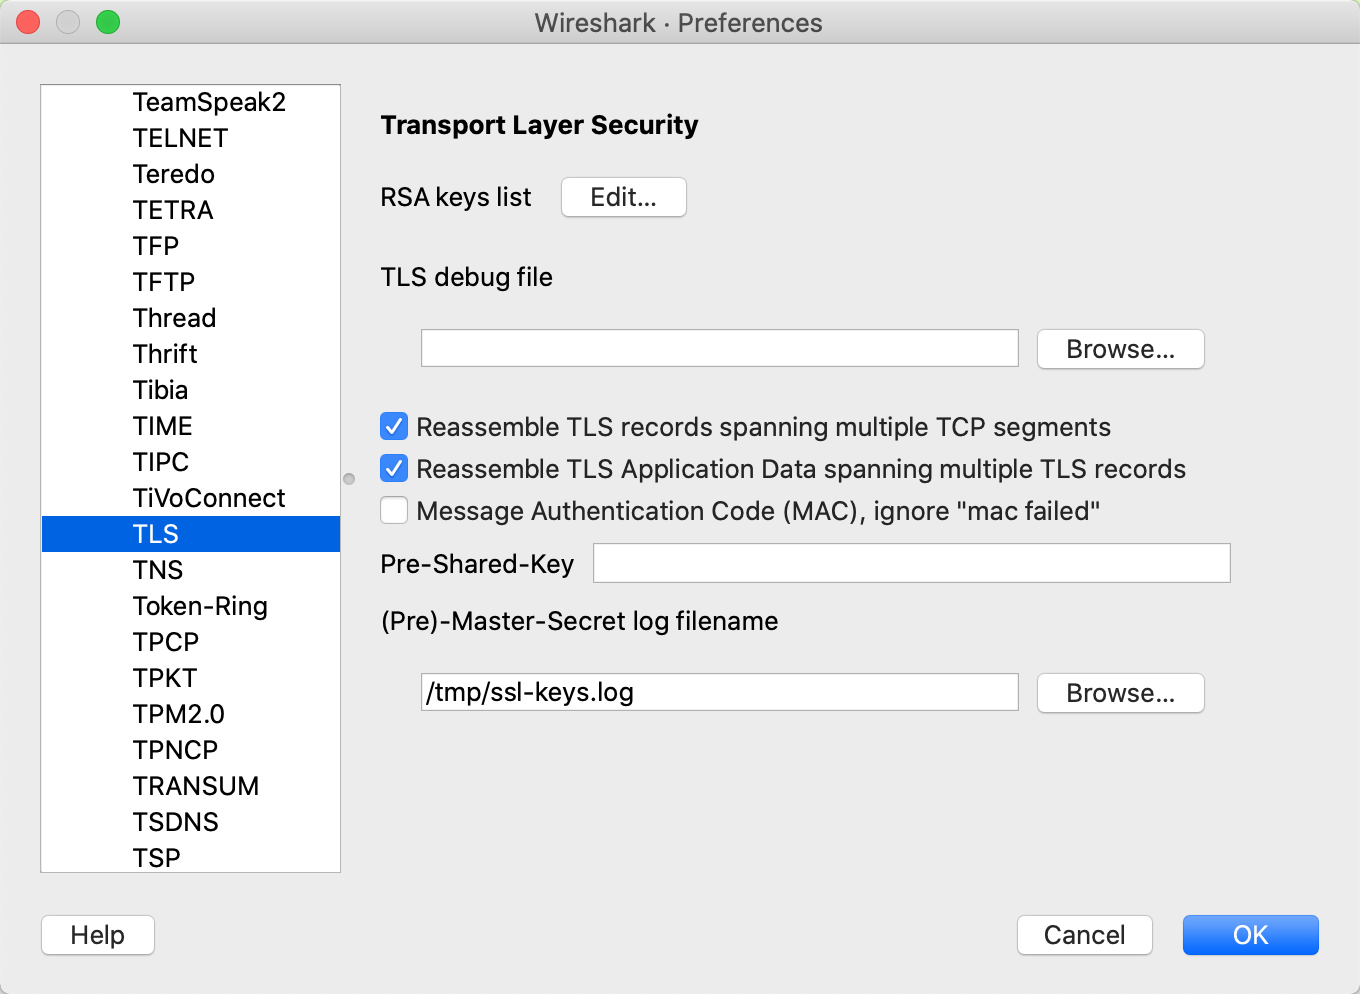 Wireshark · Preferences
TeamSpeak2
TELNET
Teredo
TETRA
TFP
TFTP
Thread
Thrift
Tibia
TIME
TIPC
TiVoConnect
TLS
TNS
Token-Ring
TPCP
TPKT
TPM2.0
TPNCP
TRANSUM
TSDNS
TSP
Transport Layer Security
RSA keys list Edit...
TLS debug file
Browse...
Reassemble TLS records spanning multiple TCP segments
Reassemble TLS Application Data spanning multiple TLS records
Message Authentication Code (MAC), ignore "mac failed"
Pre-Shared-Key
(Pre)-Master-Secret log filename
/tmp/ssl-keys.log Browse...
Help Cancel OK